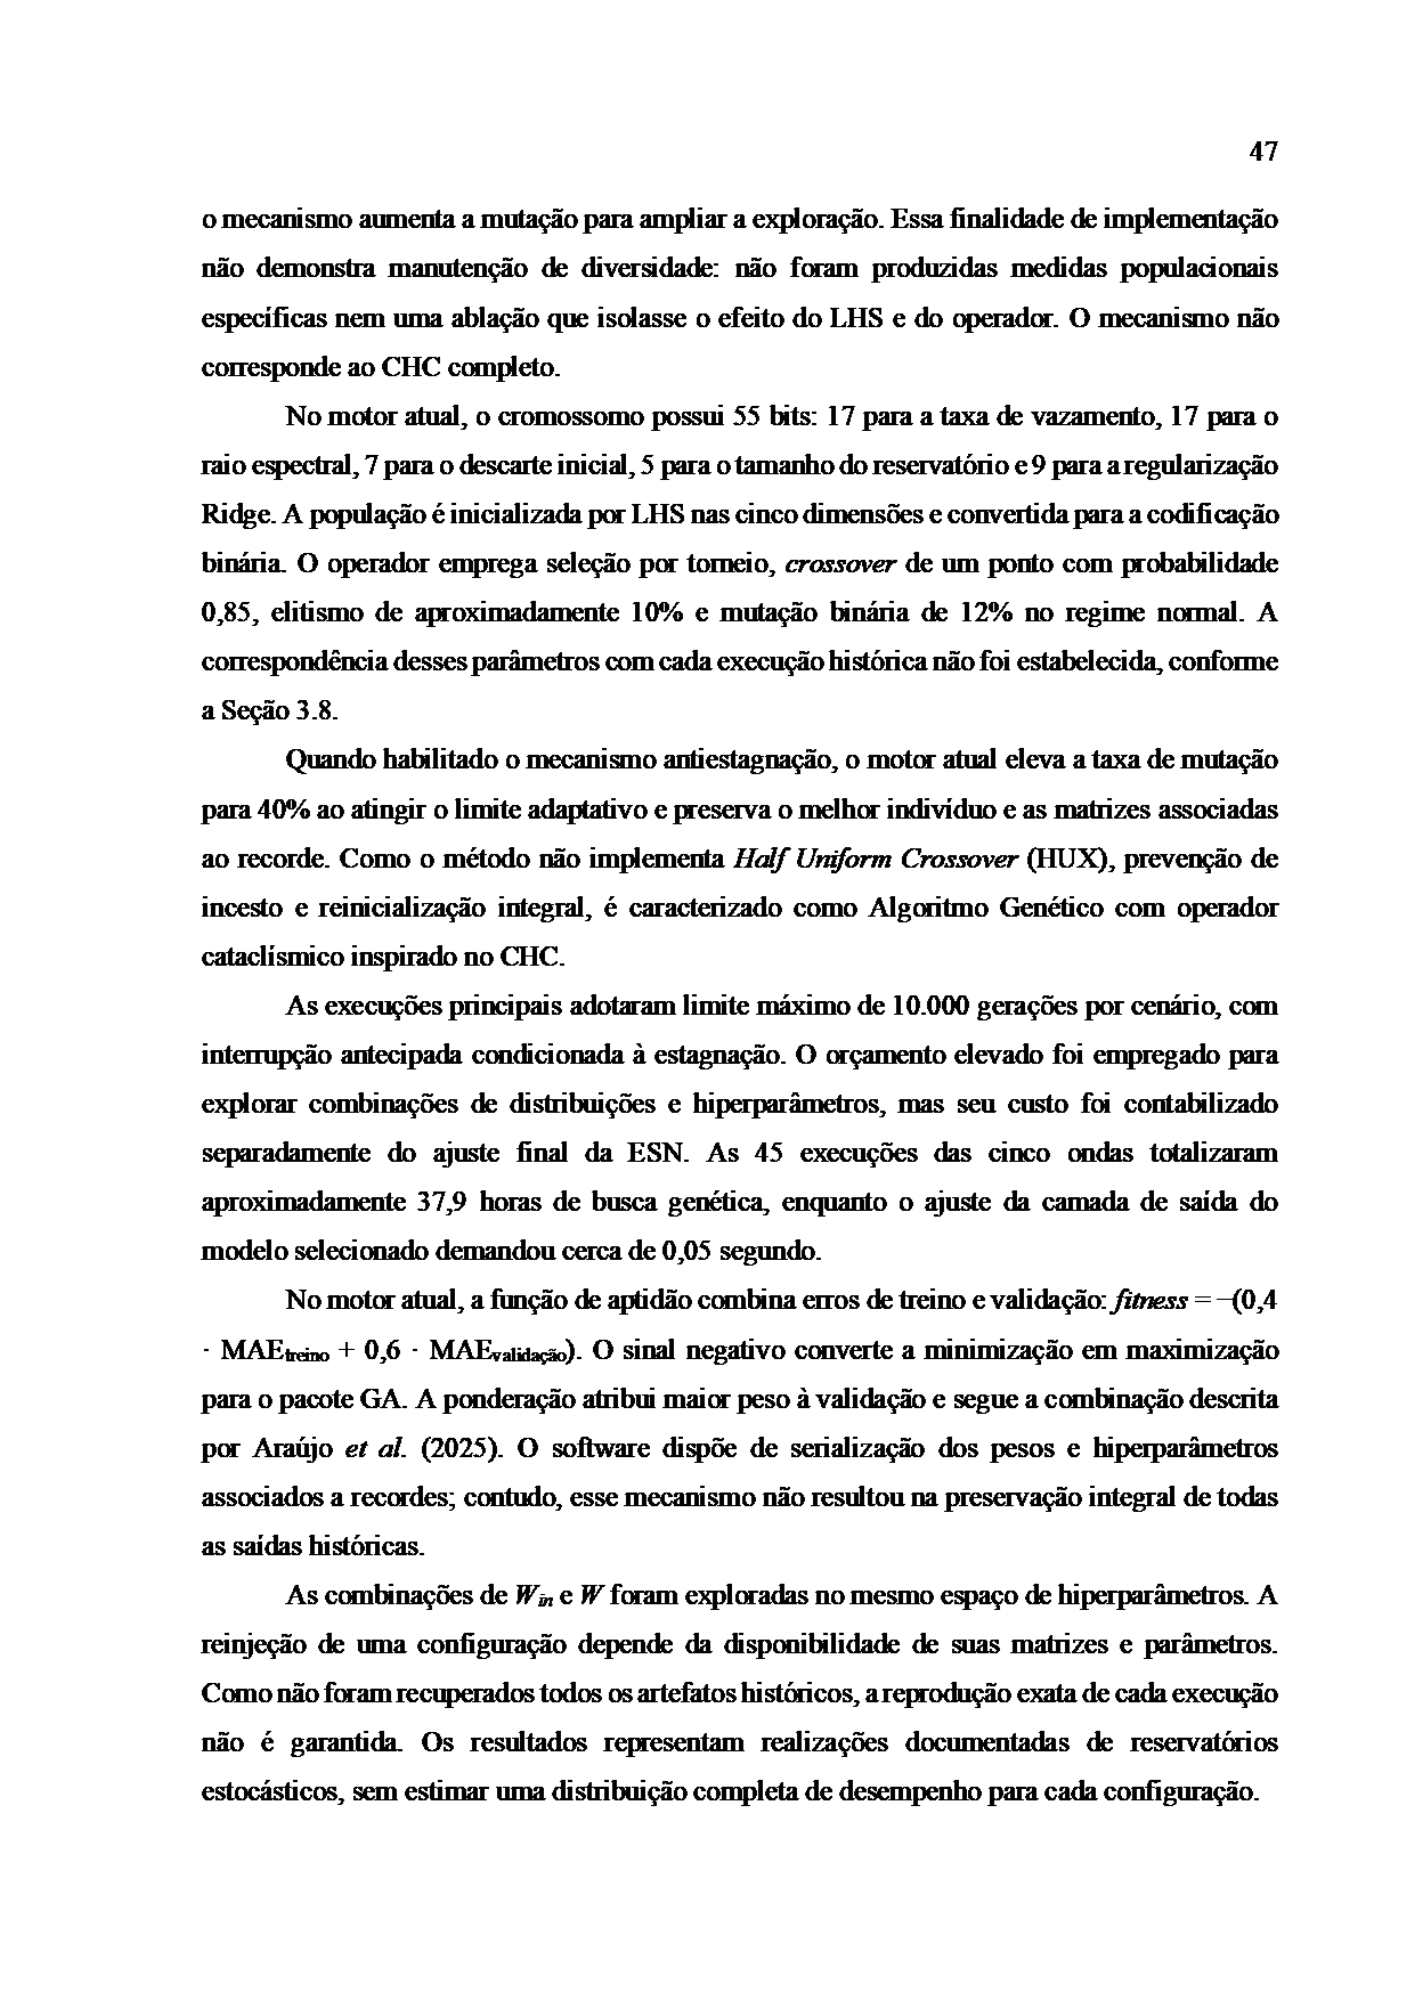 47
o mecanismo aumenta a mutação para ampliar a exploração. Essa finalidade de implementação
não demonstra manutenção de diversidade: não foram produzidas medidas populacionais
específicas nem uma ablação que isolasse o efeito do LHS e do operador. O mecanismo não
corresponde ao CHC completo.
No motor atual, o cromossomo possui 55 bits: 17 para a taxa de vazamento, 17 para o
raio espectral, 7 para o descarte inicial, 5 para o tamanho do reservatório e 9 para a regularização
Ridge. A população é inicializada por LHS nas cinco dimensões e convertida para a codificação
binária. O operador emprega seleção por torneio, crossover de um ponto com probabilidade
0,85, elitismo de aproximadamente 10% e mutação binária de 12% no regime normal. A
correspondência desses parâmetros com cada execução histórica não foi estabelecida, conforme
a Seção 3.8.
Quando habilitado o mecanismo antiestagnação, o motor atual eleva a taxa de mutação
para 40% ao atingir o limite adaptativo e preserva o melhor indivíduo e as matrizes associadas
ao recorde. Como o método não implementa Half Uniform Crossover (HUX), prevenção de
incesto e reinicialização integral, é caracterizado como Algoritmo Genético com operador
cataclísmico inspirado no CHC.
As execuções principais adotaram limite máximo de 10.000 gerações por cenário, com
interrupção antecipada condicionada à estagnação. O orçamento elevado foi empregado para
explorar combinações de distribuições e hiperparâmetros, mas seu custo foi contabilizado
separadamente do ajuste final da ESN. As 45 execuções das cinco ondas totalizaram
aproximadamente 37,9 horas de busca genética, enquanto o ajuste da camada de saída do
modelo selecionado demandou cerca de 0,05 segundo.
No motor atual, a função de aptidão combina erros de treino e validação: fitness = −(0,4
· MAEtreino + 0,6 · MAEvalidação). O sinal negativo converte a minimização em maximização
para o pacote GA. A ponderação atribui maior peso à validação e segue a combinação descrita
por Araújo et al. (2025). O software dispõe de serialização dos pesos e hiperparâmetros
associados a recordes; contudo, esse mecanismo não resultou na preservação integral de todas
as saídas históricas.
As combinações de Win e W foram exploradas no mesmo espaço de hiperparâmetros. A
reinjeção de uma configuração depende da disponibilidade de suas matrizes e parâmetros.
Como não foram recuperados todos os artefatos históricos, a reprodução exata de cada execução
não é garantida. Os resultados representam realizações documentadas de reservatórios
estocásticos, sem estimar uma distribuição completa de desempenho para cada configuração.